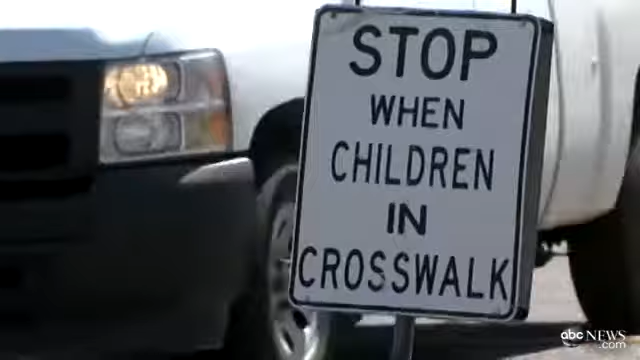 STOP
WHEN
CHILDREN
IN
CROSSWALK
abc NEWS
.com